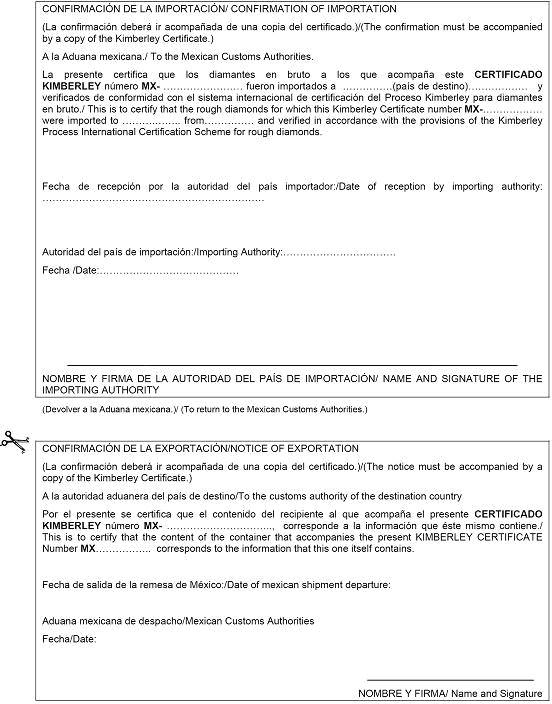 CONFIRMACIÓN DE LA IMPORTACIÓN/ CONFIRMATION OF IMPORTATION
(La confirmación deberá ir acompañada de una copia del certificado.)/(The confirmation must be accompanied
by a copy of the Kimberley Certificate.)
A la Aduana mexicana./ To the Mexican Customs Authorities.
La presente certifica que los diamantes en bruto a los que acompaña este CERTIFICADO
KIMBERLEY número MX- …………………… fueron importados a …………..(país de destino)……………… y
verificados de conformidad con el sistema internacional de certificación del Proceso Kimberley para diamantes
en bruto./ This is to certify that the rough diamonds for which this Kimberley Certificate number MX-………………
were imported to ……………. from…………… and verified in accordance with the provisions of the Kimberley
Process International Certification Scheme for rough diamonds.
Fecha de recepción por la autoridad del país importador:/Date of reception by importing authority:
…………………………………………………………
Autoridad del país de importación:/Importing Authority:……………………………
Fecha /Date:……………………………………
NOMBRE Y FIRMA DE LA AUTORIDAD DEL PAÍS DE IMPORTACIÓN/ NAME AND SIGNATURE OF THE
IMPORTING AUTHORITY
(Devolver a la Aduana mexicana.)/ (To return to the Mexican Customs Authorities.)
CONFIRMACIÓN DE LA EXPORTACIÓN/NOTICE OF EXPORTATION
(La confirmación deberá ir acompañada de una copia del certificado.)/(The notice must be accompanied by a
copy of the Kimberley Certificate.)
A la autoridad aduanera del país de destino/To the customs authority of the destination country
Por el presente se certifica que el contenido del recipiente al que acompaña el presente CERTIFICADO
KIMBERLEY número MX- ………………………..., corresponde a la información que éste mismo contiene./
This is to certify that the content of the container that accompanies the present KIMBERLEY CERTIFICATE
Number MX…………….. corresponds to the information that this one itself contains.
Fecha de salida de la remesa de México:/Date of mexican shipment departure:
Aduana mexicana de despacho/Mexican Customs Authorities
Fecha/Date:
NOMBRE Y FIRMA/ Name and Signature